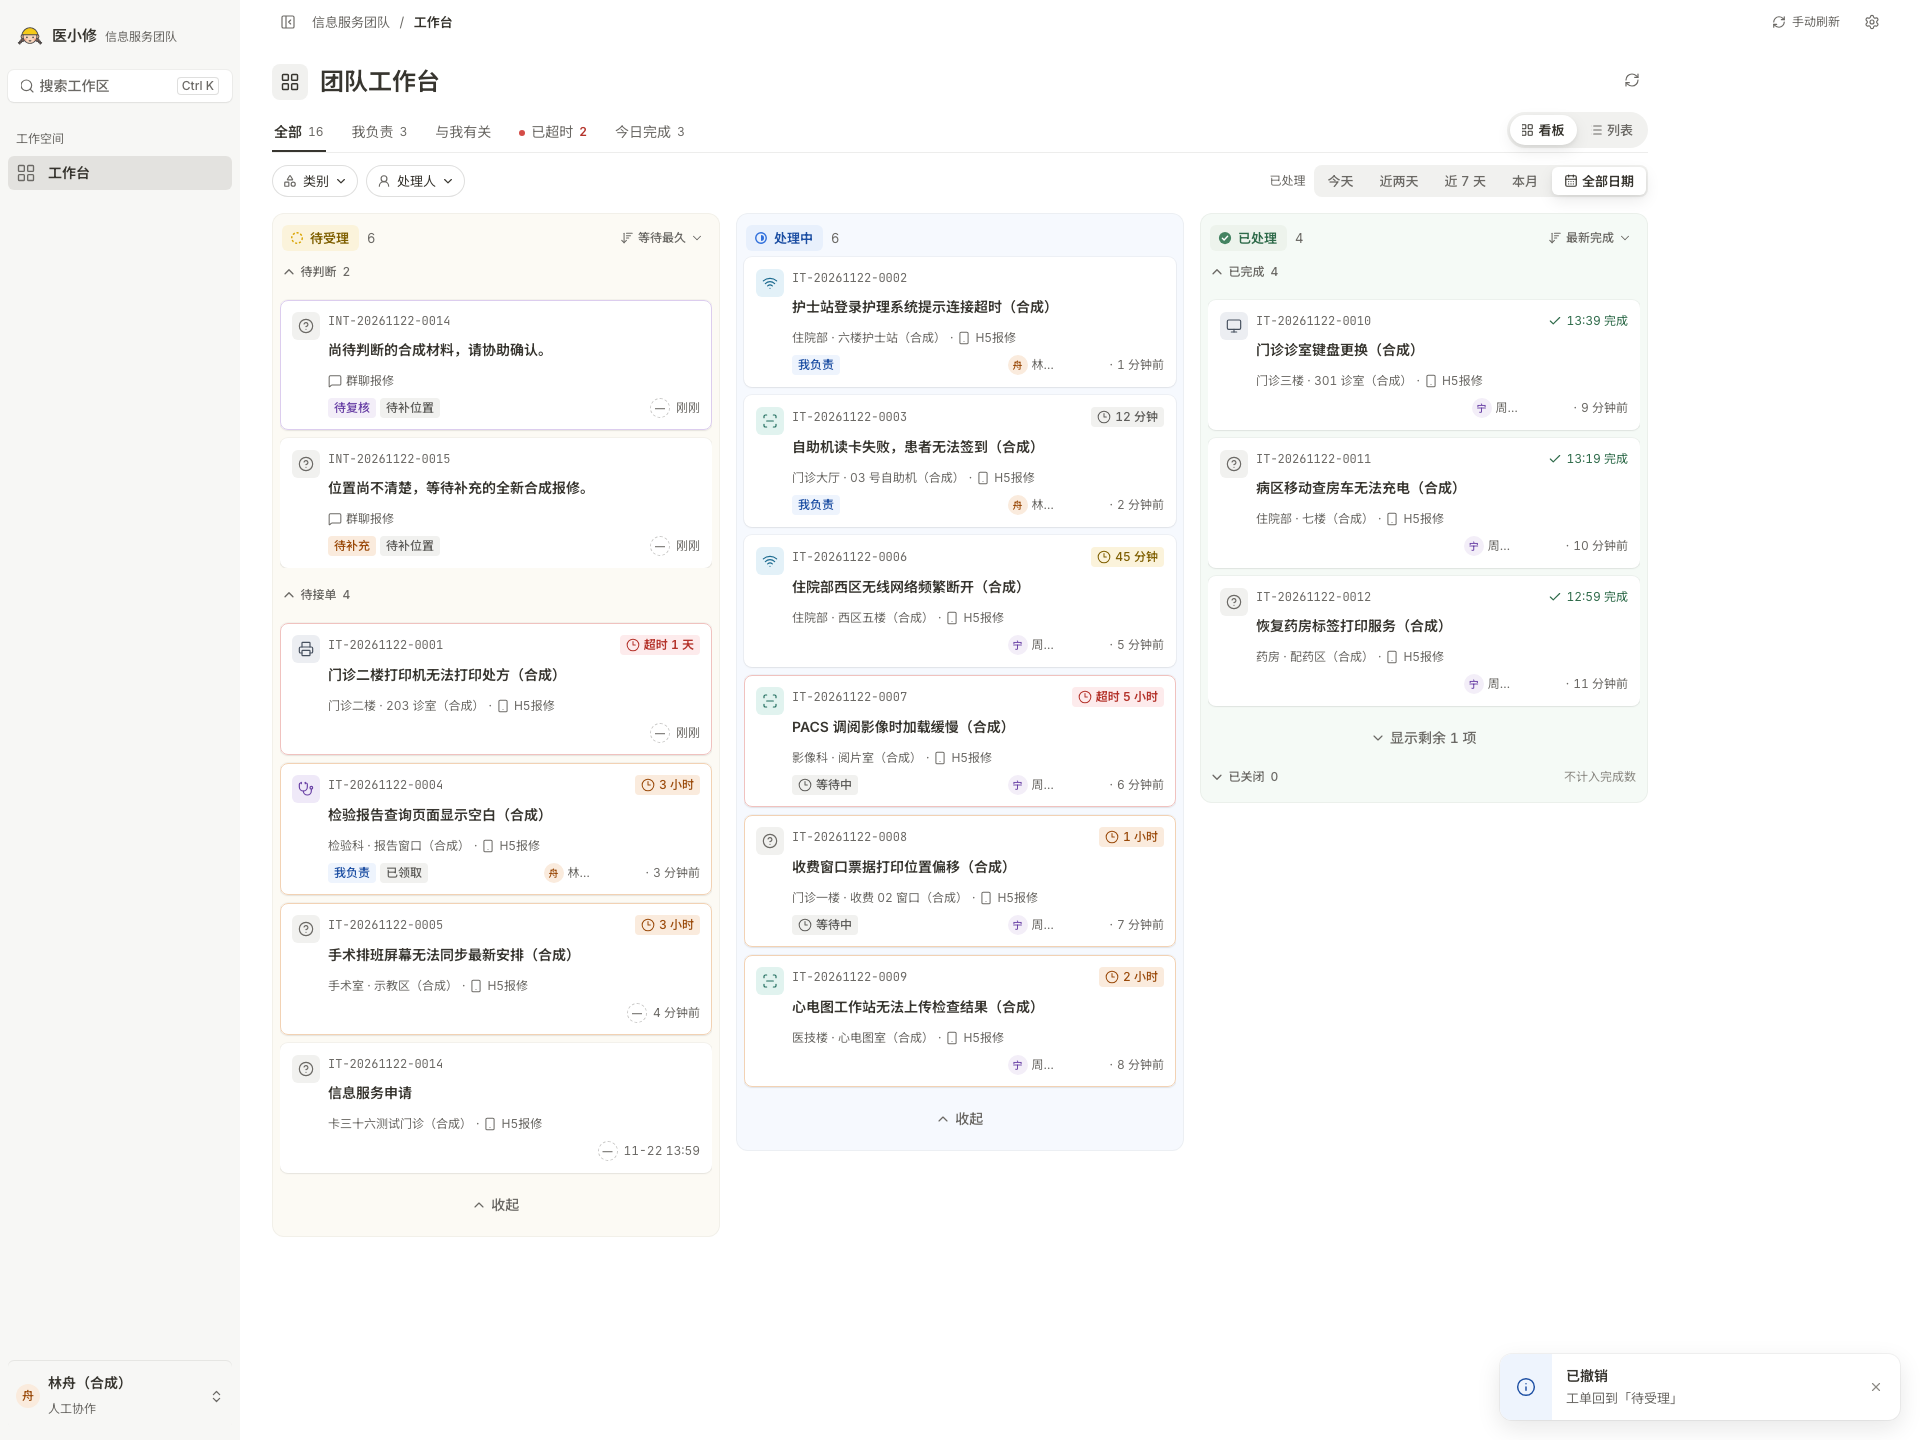 医小修 信息服务团队
搜索工作区 Ctrl K
工作空间
工作台
信息服务团队 / 工作台
手动刷新
团队工作台
全部 16 我负责 3 与我有关 已超时 2 今日完成 3
看板 列表
类别 处理人
已处理 今天 近两天 近 7 天 本月 全部日期
待受理 6 等待最久
待判断 2
INT-20261122-0014
尚待判断的合成材料，请协助确认。
群聊报修
待复核 待补位置 刚刚
INT-20261122-0015
位置尚不清楚，等待补充的全新合成报修。
群聊报修
待补充 待补位置 刚刚
待接单 4
IT-20261122-0001 超时 1 天
门诊二楼打印机无法打印处方（合成）
门诊二楼 · 203 诊室（合成） · H5报修
刚刚
IT-20261122-0004 3 小时
检验报告查询页面显示空白（合成）
检验科 · 报告窗口（合成） · H5报修
我负责 已领取 舟 林... · 3 分钟前
IT-20261122-0005 3 小时
手术排班屏幕无法同步最新安排（合成）
手术室 · 示教区（合成） · H5报修
4 分钟前
IT-20261122-0014
信息服务申请
卡三十六测试门诊（合成） · H5报修
11-22 13:59
收起
处理中 6
IT-20261122-0002
护士站登录护理系统提示连接超时（合成）
住院部 · 六楼护士站（合成） · H5报修
我负责 舟 林... · 1 分钟前
IT-20261122-0003 12 分钟
自助机读卡失败，患者无法签到（合成）
门诊大厅 · 03 号自助机（合成） · H5报修
我负责 舟 林... · 2 分钟前
IT-20261122-0006 45 分钟
住院部西区无线网络频繁断开（合成）
住院部 · 西区五楼（合成） · H5报修
宁 周... · 5 分钟前
IT-20261122-0007 超时 5 小时
PACS 调阅影像时加载缓慢（合成）
影像科 · 阅片室（合成） · H5报修
等待中 宁 周... · 6 分钟前
IT-20261122-0008 1 小时
收费窗口票据打印位置偏移（合成）
门诊一楼 · 收费 02 窗口（合成） · H5报修
等待中 宁 周... · 7 分钟前
IT-20261122-0009 2 小时
心电图工作站无法上传检查结果（合成）
医技楼 · 心电图室（合成） · H5报修
宁 周... · 8 分钟前
收起
已处理 4 最新完成
已完成 4
IT-20261122-0010 13:39 完成
门诊诊室键盘更换（合成）
门诊三楼 · 301 诊室（合成） · H5报修
宁 周... · 9 分钟前
IT-20261122-0011 13:19 完成
病区移动查房车无法充电（合成）
住院部 · 七楼（合成） · H5报修
宁 周... · 10 分钟前
IT-20261122-0012 12:59 完成
恢复药房标签打印服务（合成）
药房 · 配药区（合成） · H5报修
宁 周... · 11 分钟前
显示剩余 1 项
已关闭 0 不计入完成数
舟 林舟（合成）
人工协作
已撤销
工单回到「待受理」